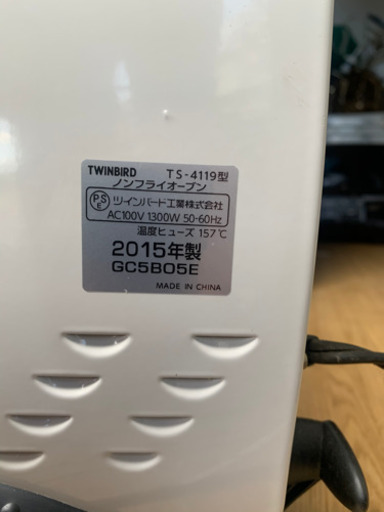 TWINBIRD TS-4119型
ノンフライオーブン
PSE ツインバード工業株式会社
AC100V 1300W 50-60Hz
温度ヒューズ 157℃
2015年製
GC5B05E
MADE IN CHINA